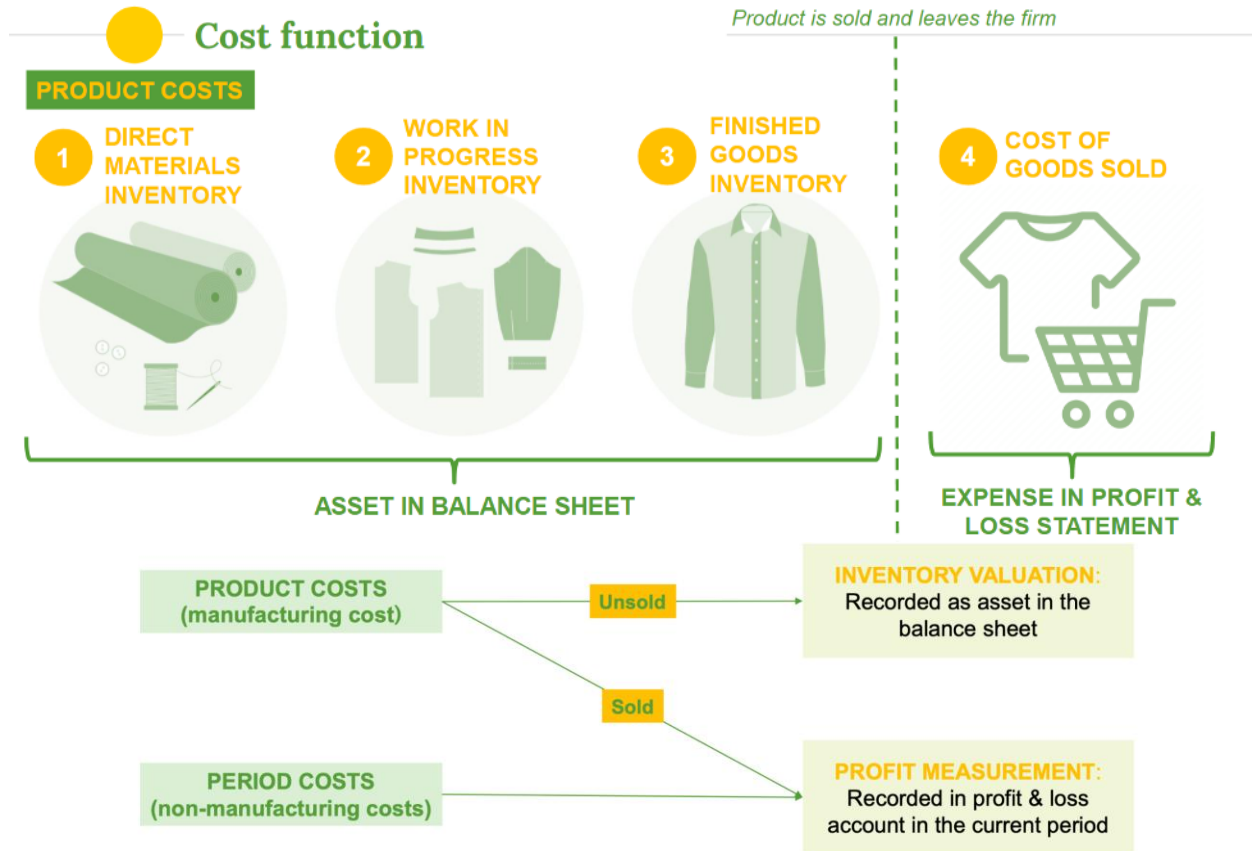 Product is sold and leaves the firm
Cost function
PRODUCT COSTS
1
DIRECT
MATERIALS
INVENTORY
2
WORK IN
PROGRESS
INVENTORY
3
FINISHED
GOODS
INVENTORY
4
COST OF
GOODS SOLD
ASSET IN BALANCE SHEET
EXPENSE IN PROFIT &
LOSS STATEMENT
PRODUCT COSTS
(manufacturing cost)
Unsold
INVENTORY VALUATION:
Recorded as asset in the
balance sheet
Sold
PERIOD COSTS
(non-manufacturing costs)
PROFIT MEASUREMENT:
Recorded in profit & loss
account in the current period